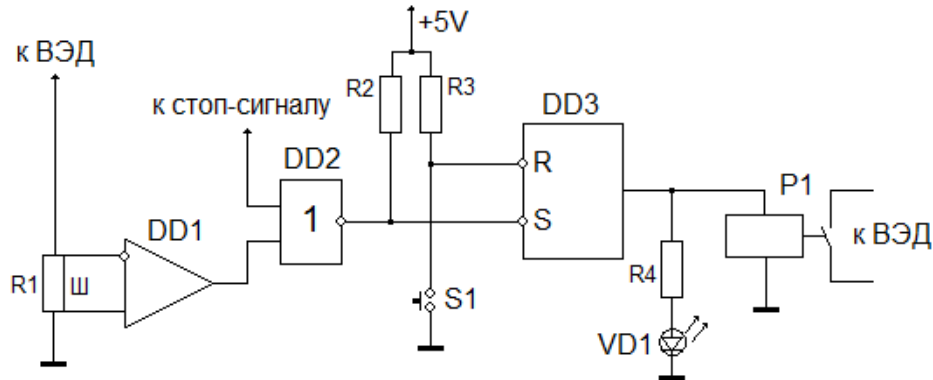 +5V
к ВЭД
R2
R3
к стоп-сигналу
DD3
DD2
R
P1
1
S
DD1
к ВЭД
R1
Ш
R4
S1
VD1